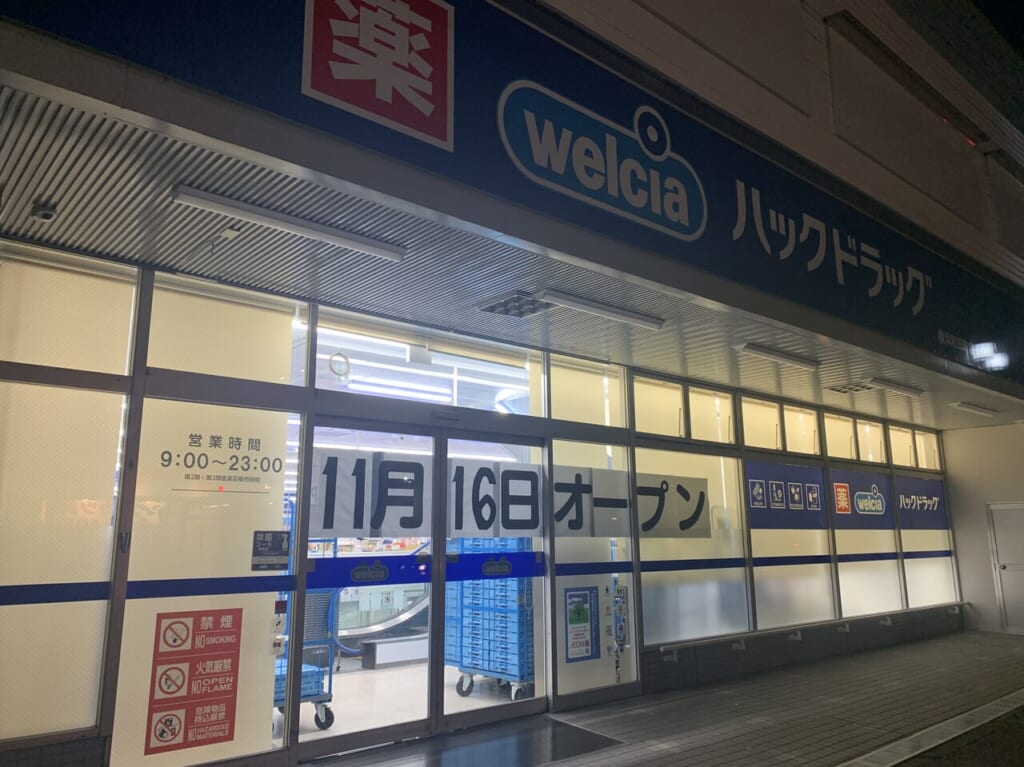 薬
welcia
ハックドラッグ
営業時間
9:00～23:00
11月16日オープン
薬
welcia
ハックドラッグ
welcia
welcia
禁煙
NO SMOKING
火気厳禁
NO OPEN FLAME
危険物品
持込厳禁
NO HAZARDOUS
MATERIALS
AEON